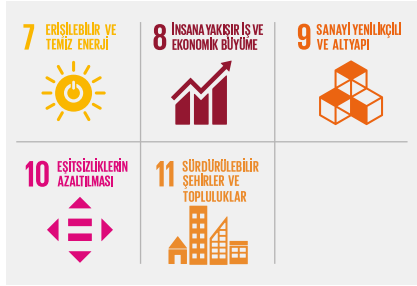 7 ERİŞİLEBİLİR VE
TEMİZ ENERJİ
8 İNSANA YAKIŞIR İŞ VE
EKONOMİK BÜYÜME
9 SANAYİ YENİLİKÇİLİ
VE ALTYAPI
10 EŞİTSİZLİKLERİN
AZALTILMASI
11 SÜRDÜRÜLEBİLİR
ŞEHİRLER VE
TOPLULUKLAR